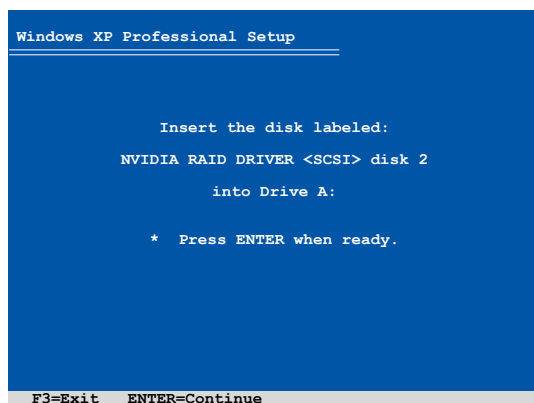 Windows XP Professional Setup
Insert the disk labeled:
NVIDIA RAID DRIVER <SCSI> disk 2
into Drive A:
* Press ENTER when ready.
F3=Exit ENTER=Continue